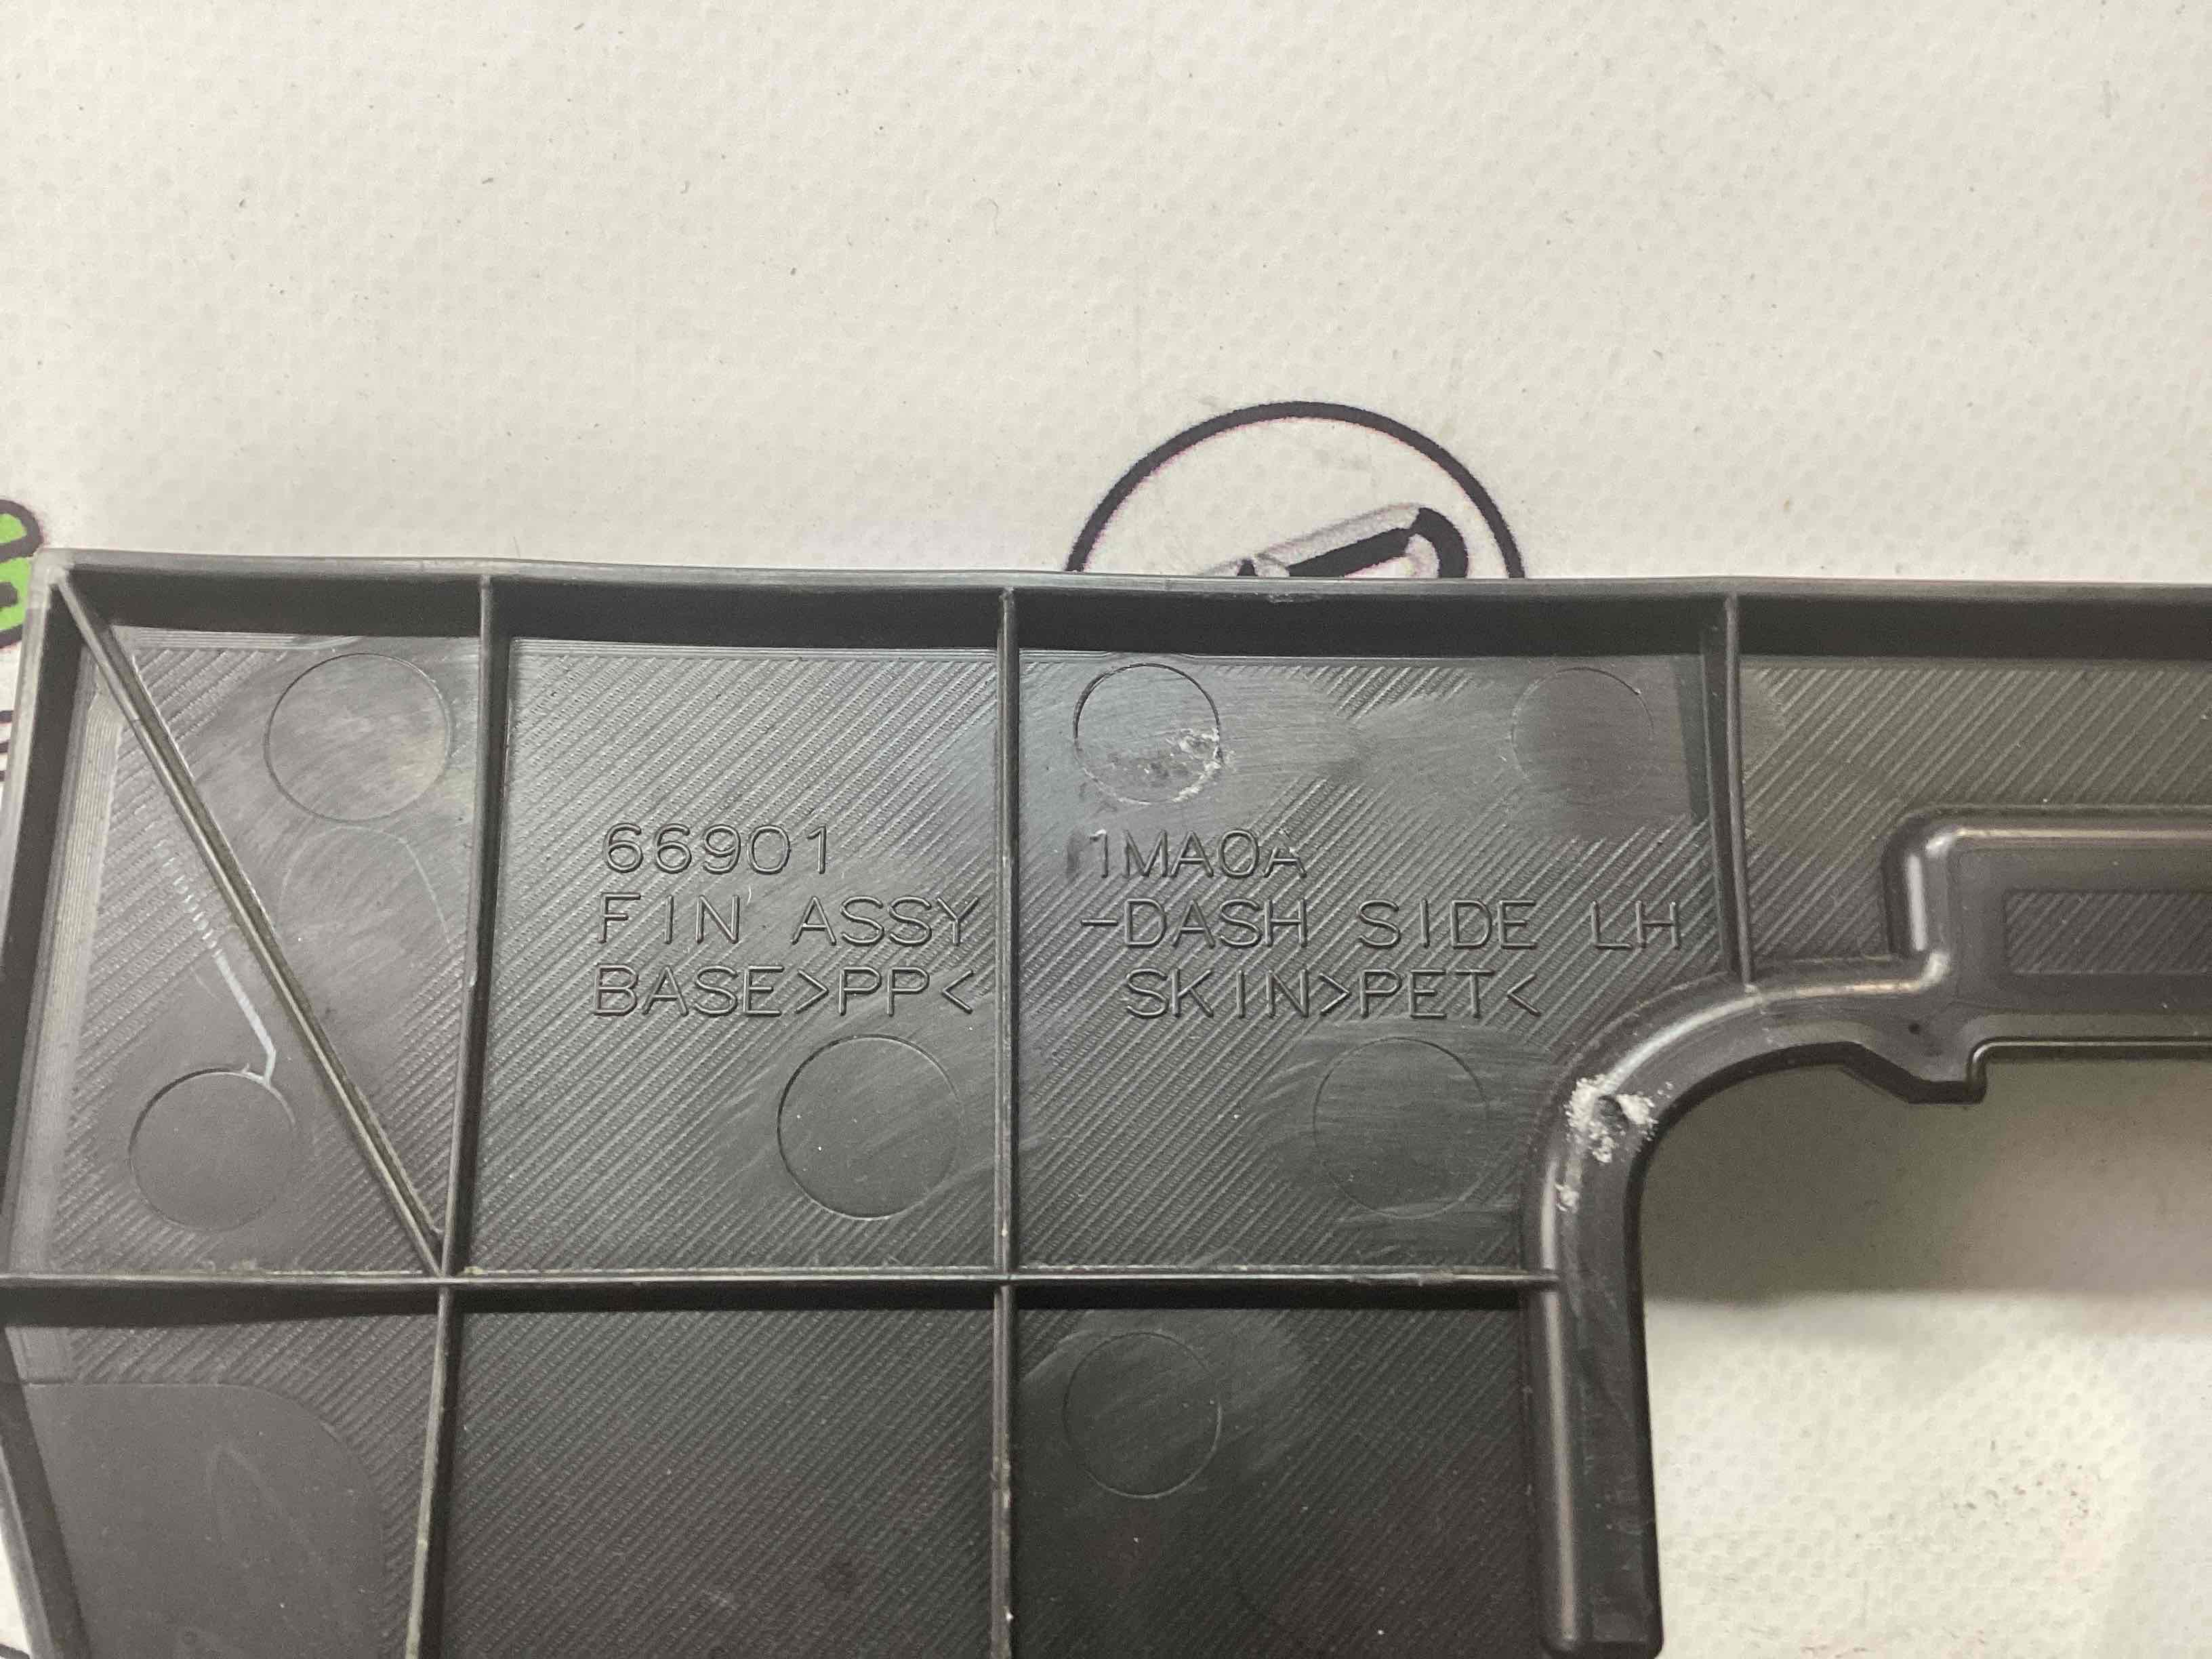 66901 1MA0A
FIN ASSY -DASH SIDE LH
BASE>PP< SKIN>PET<